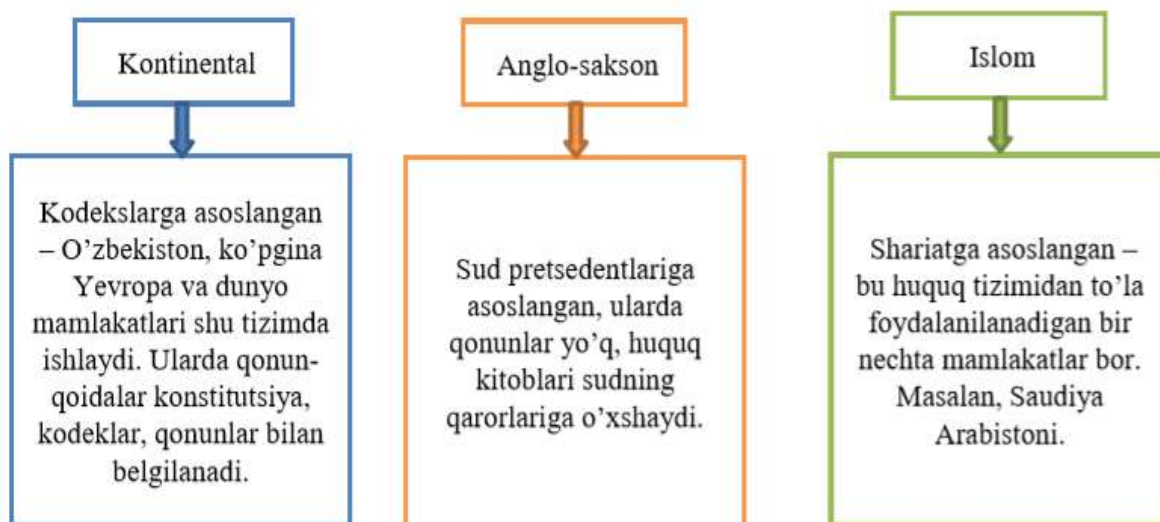 Kontinental
Kodekslarga asoslangan
– O’zbekiston, ko’pgina
Yevropa va dunyo
mamlakatlari shu tizimda
ishlaydi. Ularda qonun-
qoidalar konstitutsiya,
kodeklar, qonunlar bilan
belgilanadi.
Anglo-sakson
Sud pretsedentlariga
asoslangan, ularda
qonunlar yo’q, huquq
kitoblari sudning
qarorlariga o’xshaydi.
Islom
Shariatga asoslangan –
bu huquq tizimidan to’la
foydalanilanadigan bir
nechta mamlakatlar bor.
Masalan, Saudiya
Arabistoni.